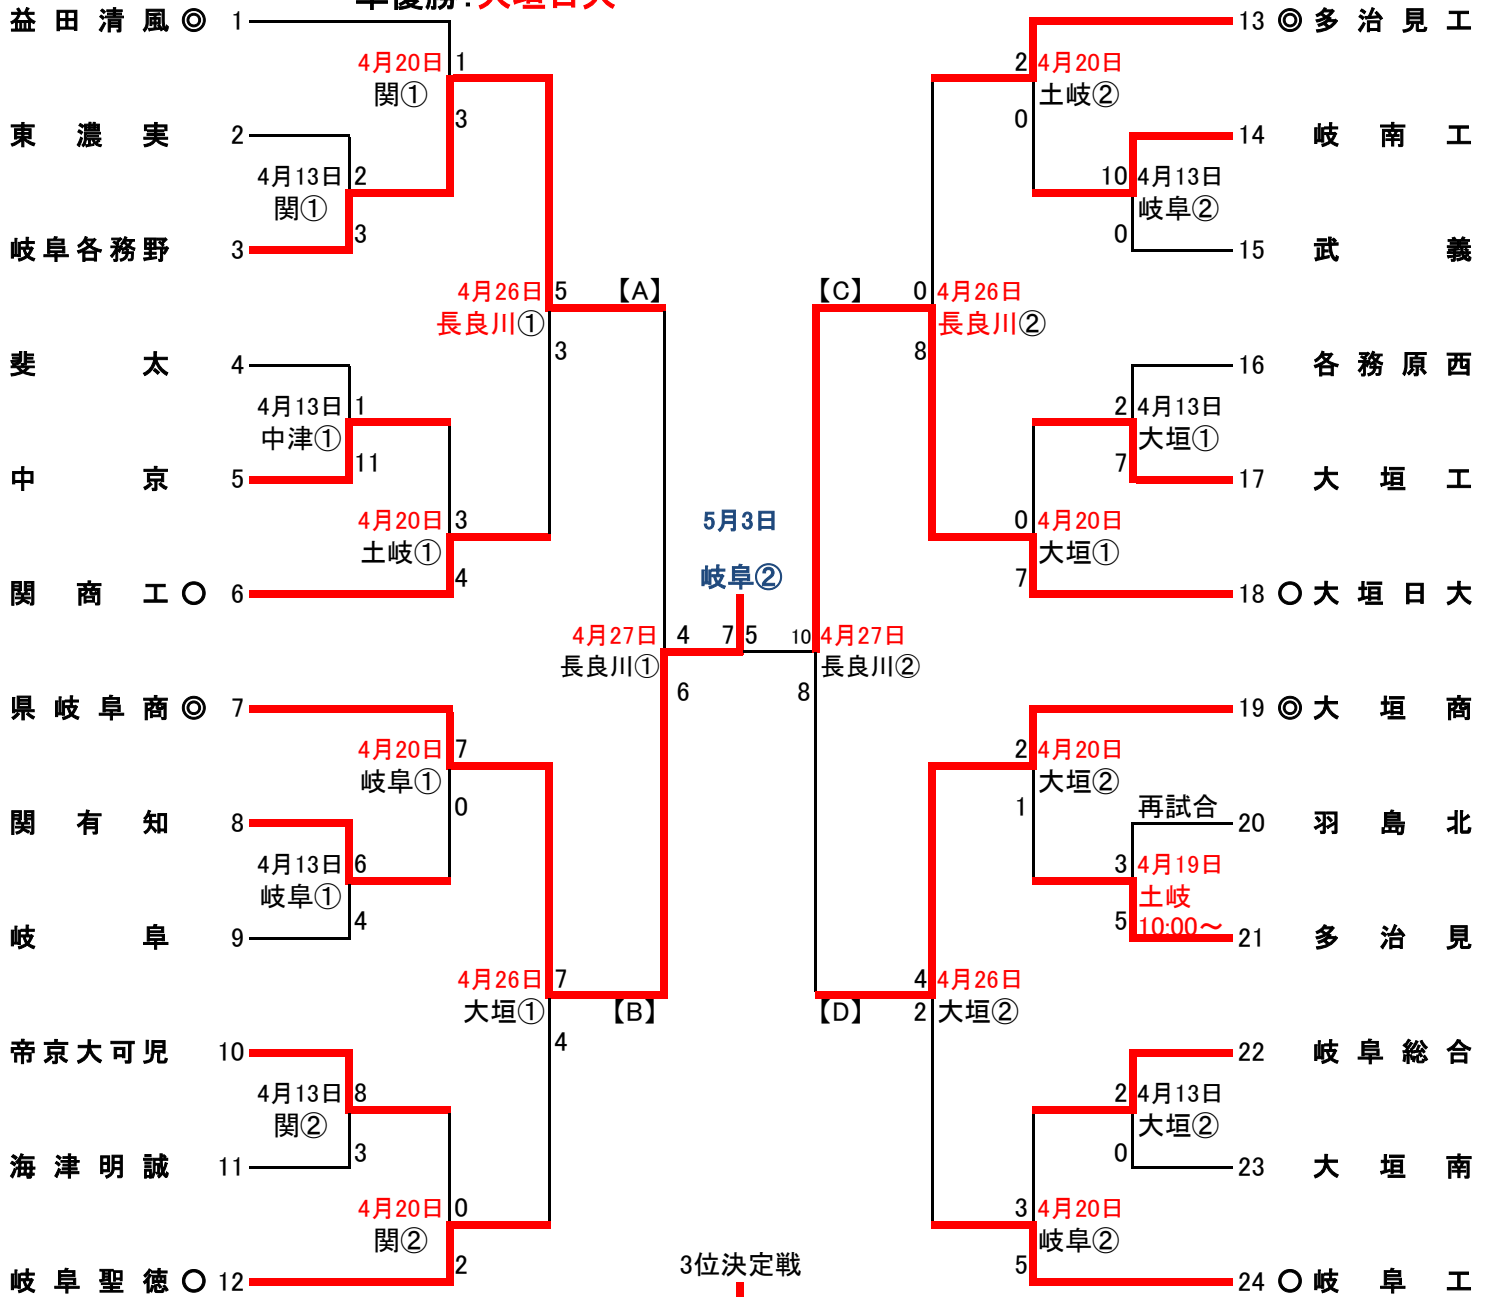 準優勝：大垣日大
益田清風 ◎ 1
4月20日 1
関① 
3
東濃実 2
4月13日 2
関①
3
岐阜各務野 3
4月26日 5 【A】
長良川①
3
斐太 4
4月13日 1
中津①
11
中京 5
4月20日 3
土岐①
4
関商工 ○ 6
4月27日 4
長良川①
6
県岐阜商 ◎ 7
4月20日 7
岐阜①
0
関有知 8
4月13日 6
岐阜①
4
岐阜 9
4月26日 7
大垣① 【B】
4
帝京大可児 10
4月13日 8
関②
3
海津明誠 11
4月20日 0
関②
2
岐阜聖徳 ○ 12
5月3日
岐阜②
7 5
3位決定戦
13 ◎ 多治見工
2 4月20日
土岐②
0
14 岐南工
10 4月13日
岐阜②
0
15 武義
【C】 0 4月26日
長良川②
8
16 各務原西
2 4月13日
大垣①
7
17 大垣工
0 4月20日
大垣①
7
18 ○ 大垣日大
10 4月27日
長良川②
8
19 ◎ 大垣商
2 4月20日
大垣②
1
再試合
20 羽島北
3 4月19日
土岐
5 10:00～
21 多治見
4 4月26日
【D】 2 大垣②
22 岐阜総合
2 4月13日
大垣②
0
23 大垣南
3 4月20日
岐阜②
5
24 ○ 岐阜工